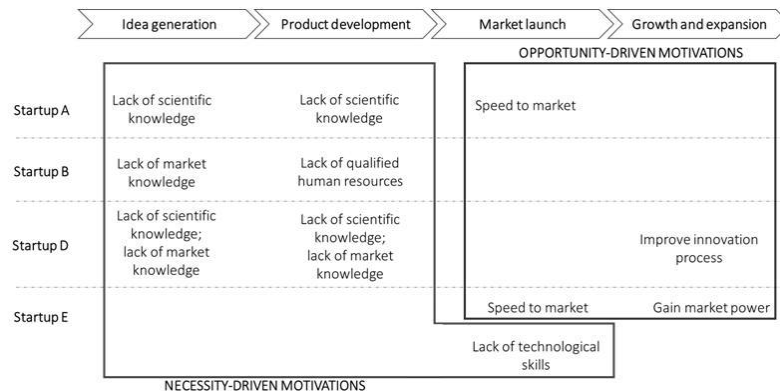 Idea generation
Product development
Market launch
Growth and expansion
OPPORTUNITY-DRIVEN MOTIVATIONS
Startup A
Lack of scientific
knowledge
Lack of scientific
knowledge
Speed to market
Startup B
Lack of market
knowledge
Lack of qualified
human resources
Startup D
Lack of scientific
knowledge;
lack of market
knowledge
Lack of scientific
knowledge;
lack of market
knowledge
Improve innovation
process
Startup E
Speed to market
Gain market power
Lack of technological
skills
NECESSITY-DRIVEN MOTIVATIONS